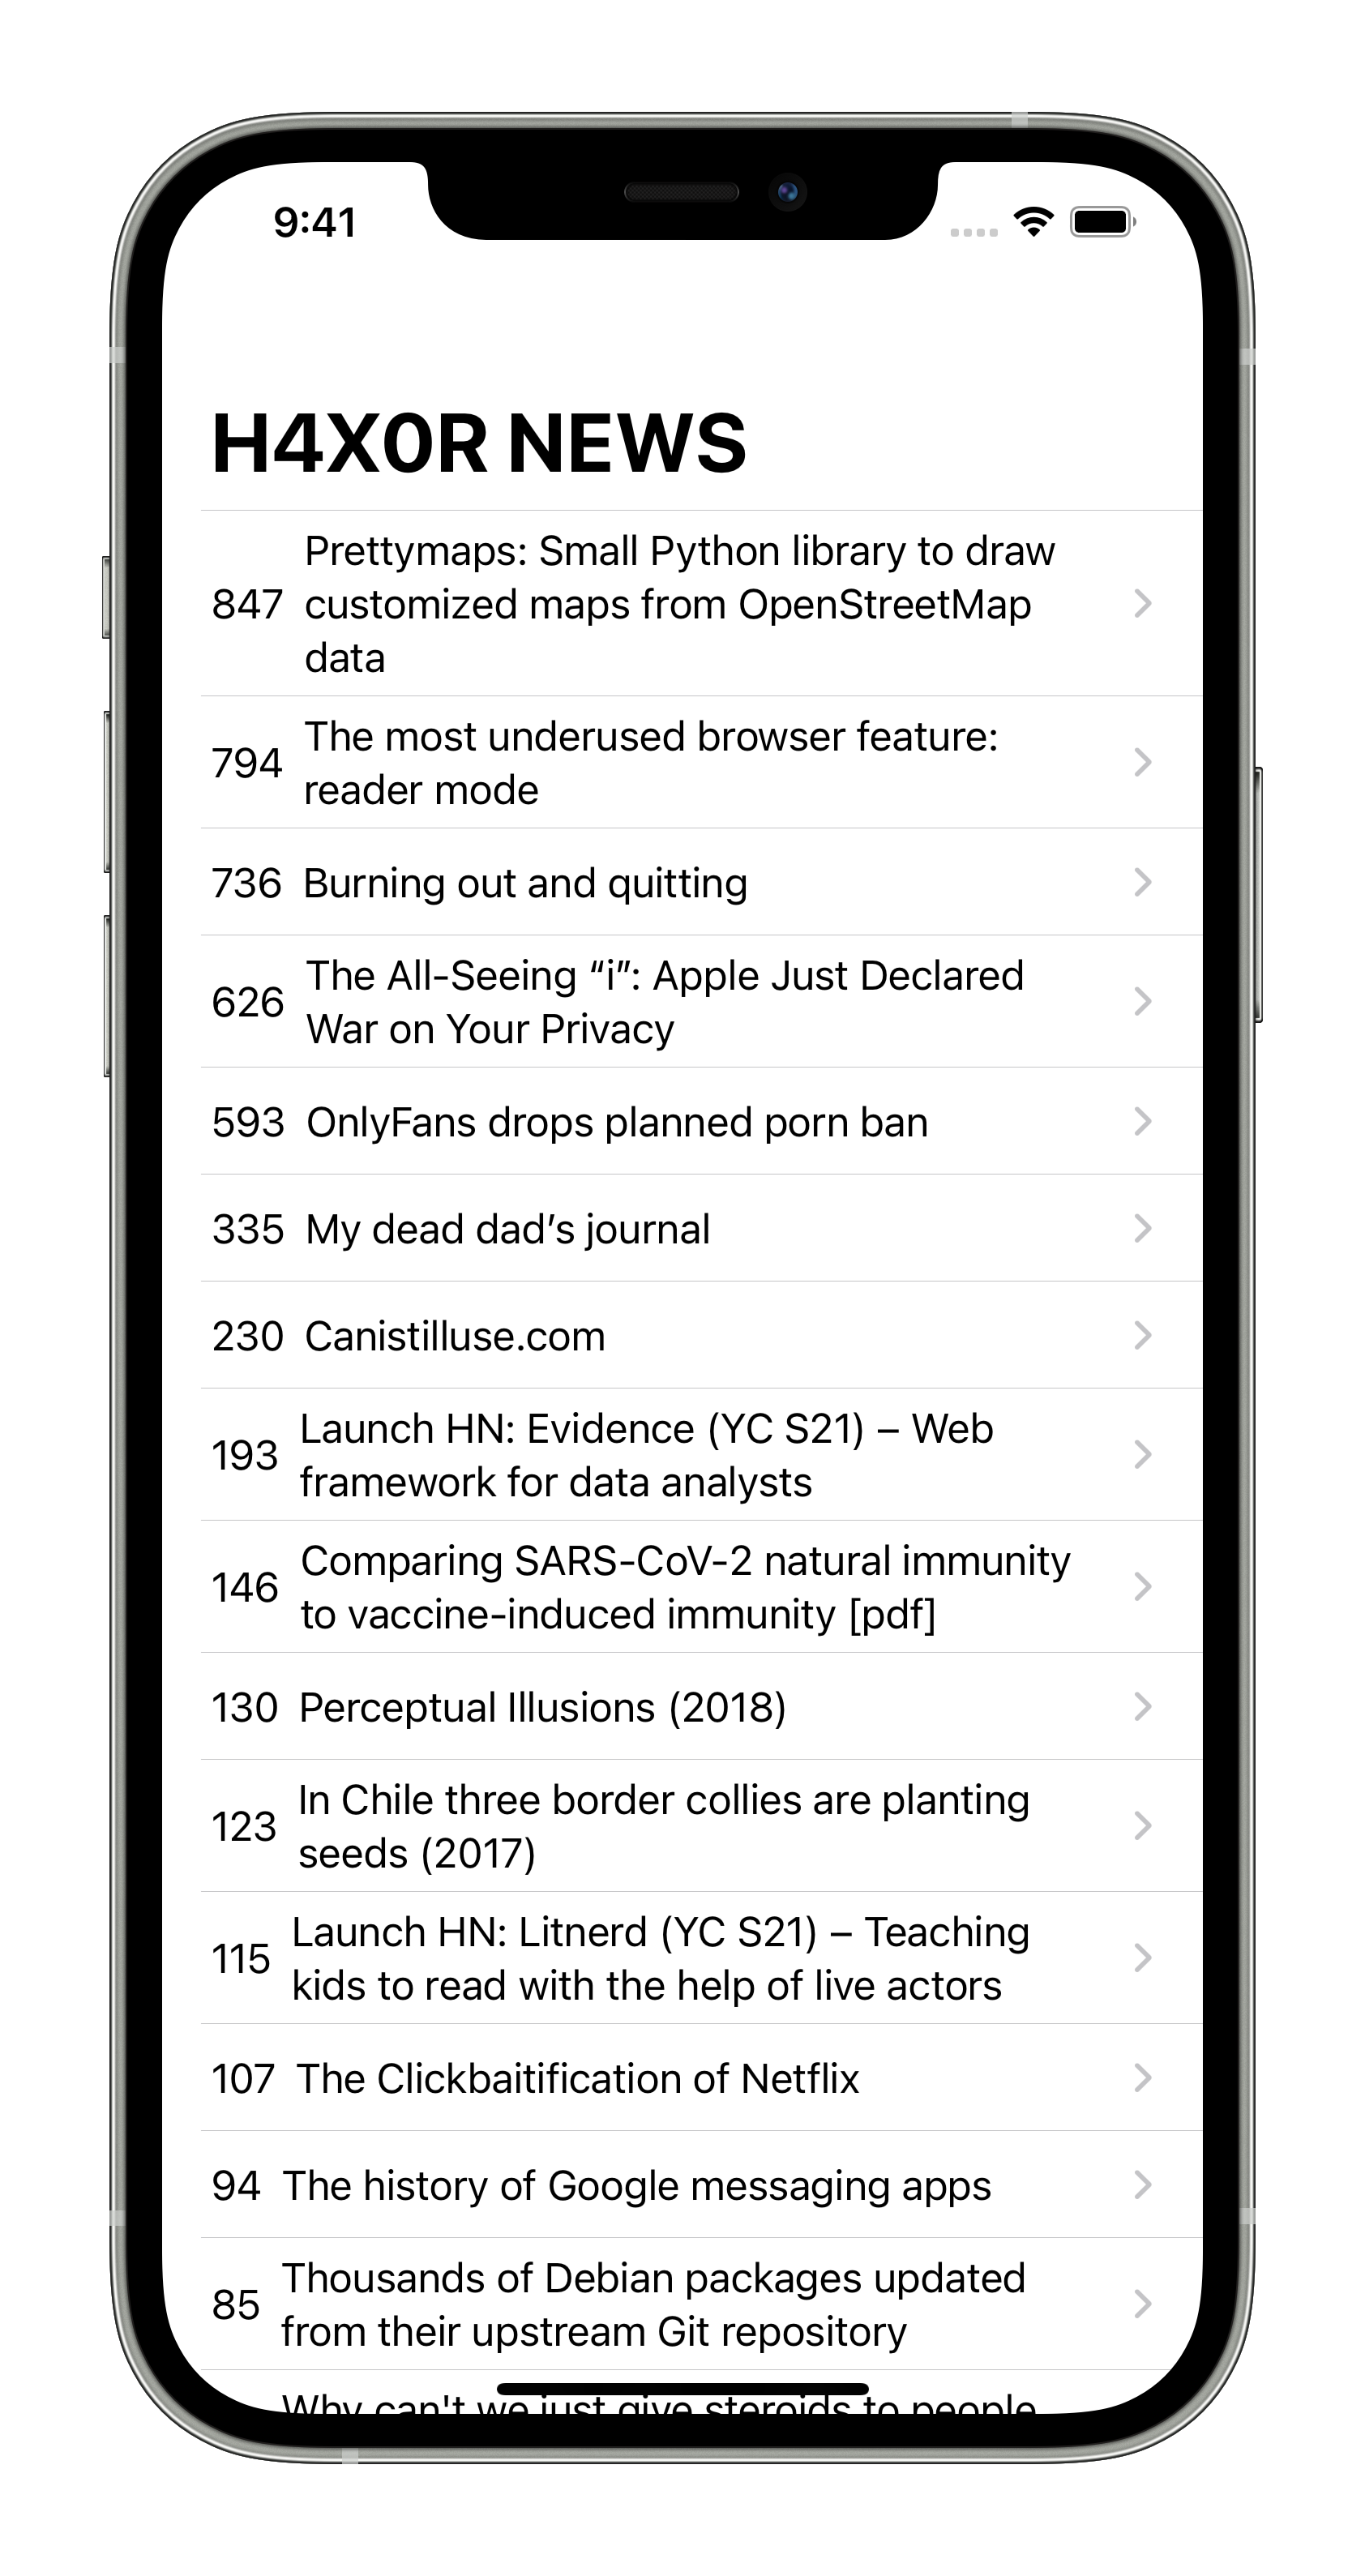 9:41
H4X0R NEWS
Prettymaps: Small Python library to draw
847 customized maps from OpenStreetMap
data
The most underused browser feature:
794
reader mode
736 Burning out and quitting
The All-Seeing “i”: Apple Just Declared
626
War on Your Privacy
593 OnlyFans drops planned porn ban
335 My dead dad’s journal
230 Canistilluse.com
Launch HN: Evidence (YC S21) – Web
193
framework for data analysts
Comparing SARS-CoV-2 natural immunity
146
to vaccine-induced immunity [pdf]
130 Perceptual Illusions (2018)
In Chile three border collies are planting
123
seeds (2017)
Launch HN: Litnerd (YC S21) – Teaching
115
kids to read with the help of live actors
107 The Clickbaitification of Netflix
94 The history of Google messaging apps
Thousands of Debian packages updated
85
from their upstream Git repository
Why can't we just give steroids to people